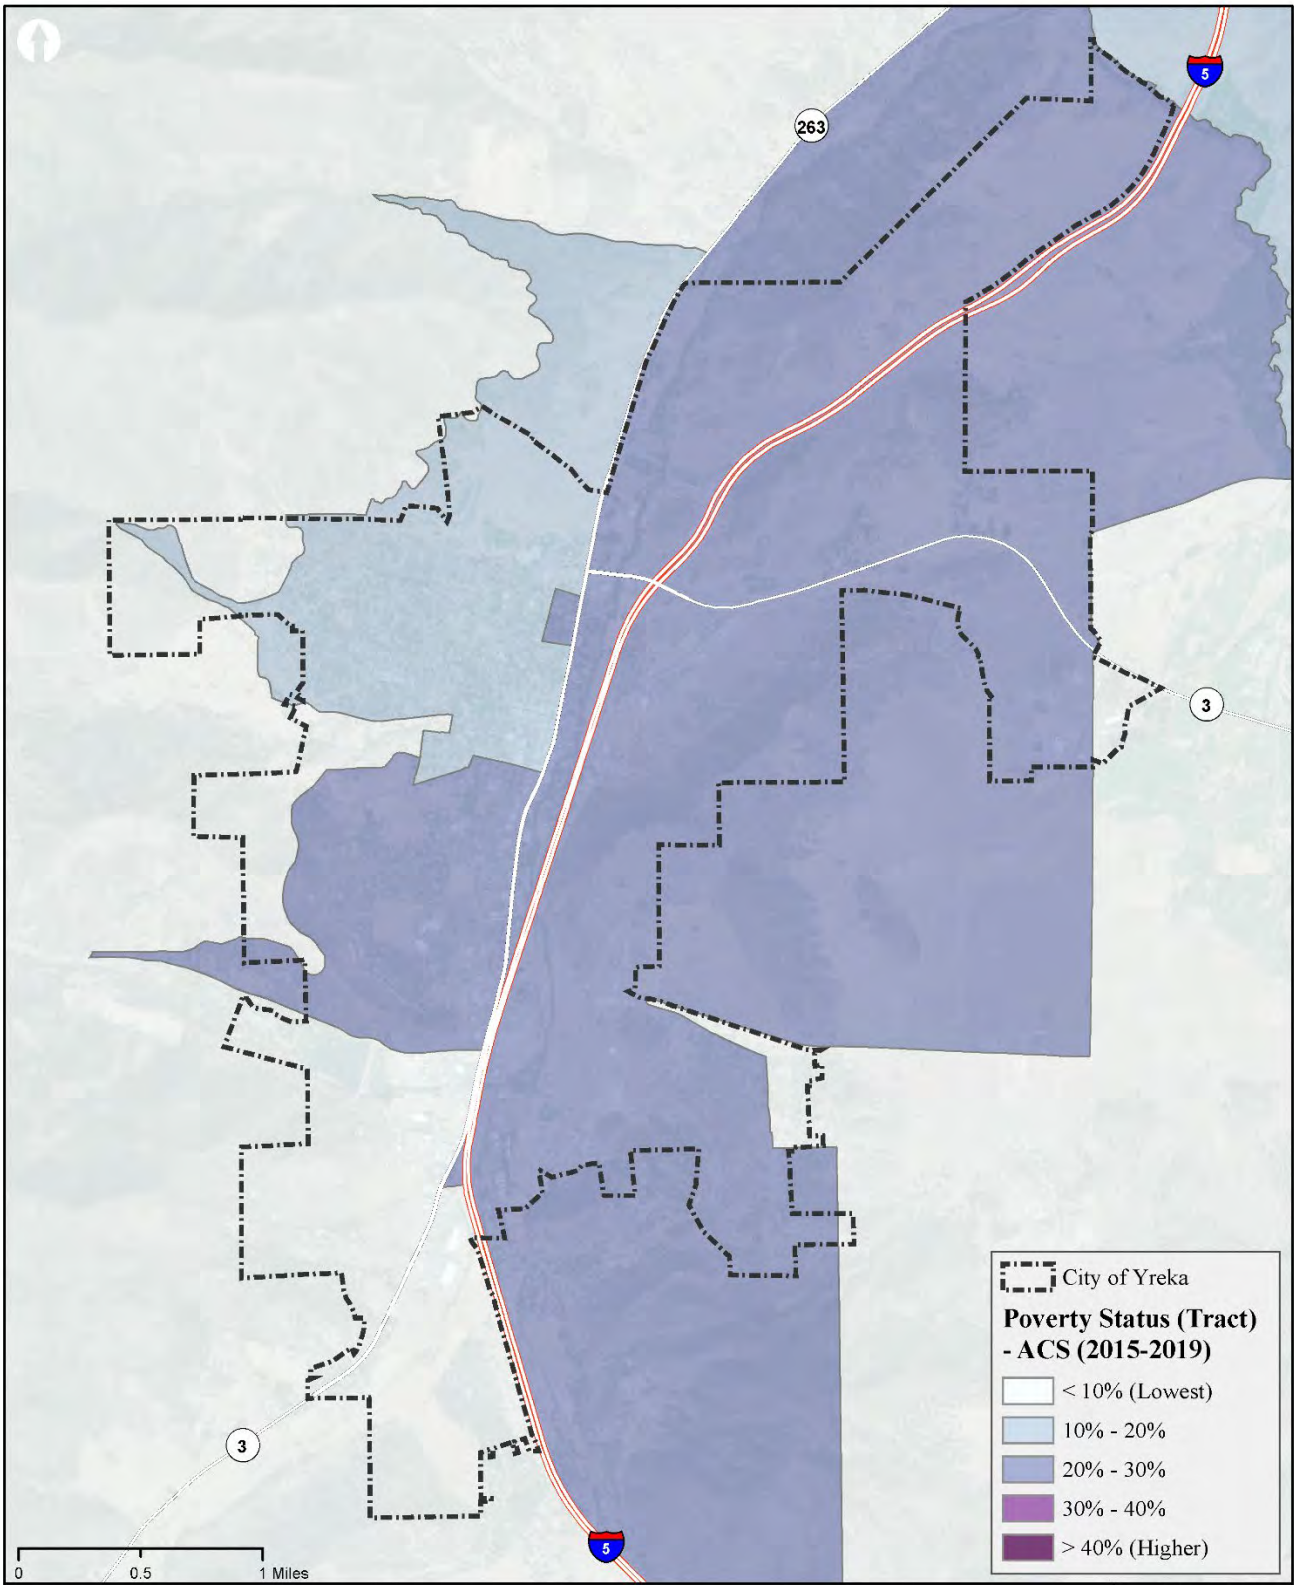 5
263
3
3
5
City of Yreka
Poverty Status (Tract)
- ACS (2015-2019)
< 10% (Lowest)
10% - 20%
20% - 30%
30% - 40%
> 40% (Higher)
0 0.5 1 Miles